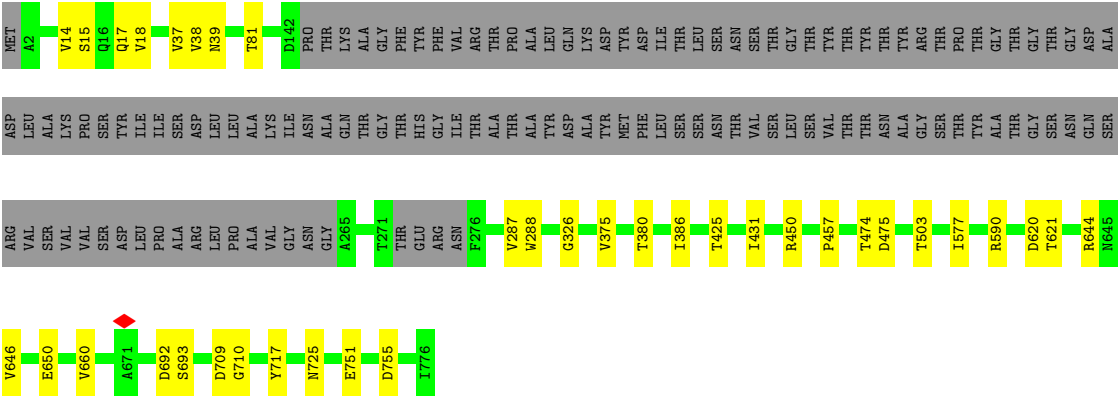 MET A2 V14 S15 Q16 Q17 V18 V37 V38 N39 T81 D142 PRO THR LYS ALA GLY PHE TYR PHE VAL ARG THR PRO ALA LEU GLN LYS ASP TYR ASP ILE THR LEU SER ASN SER THR GLY THR TYR THR TYR THR TYR ARG THR PRO THR GLY THR THR GLY THR GLY ASP ALA
ASP LEU ALA LYS PRO SER TYR ILE ILE SER ASP LEU LEU ALA LYS ILE ASN ALA GLN THR GLY THR HIS GLY ILE THR ALA THR ALA TYR ASP ALA TYR MET PHE LEU SER SER ASN THR VAL SER LEU SER VAL THR THR ASN ALA GLY SER THR TYR ALA THR GLY SER ASN GLN SER
ARG VAL SER VAL VAL SER ASP LEU PRO ALA ARG LEU PRO ALA VAL GLY ASN GLY A265 T271 THR GLU ARG ASN F276 V287 W288 G326 V375 T380 I386 T425 I431 R450 P457 T474 D475 T503 I577 R590 D620 T621 R644 N645
V646 E650 V660 A671 D692 S693 D709 G710 Y717 N725 E751 D755 I776